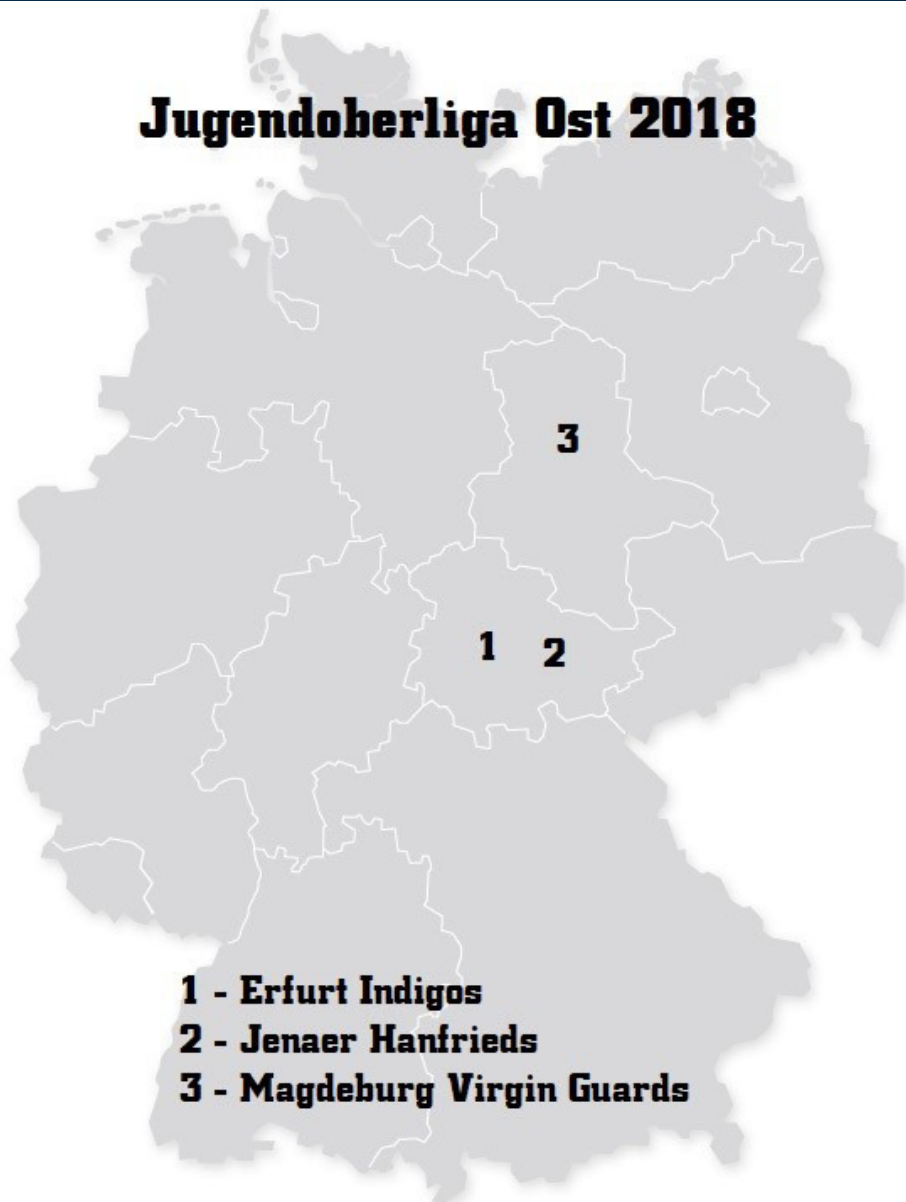 Jugendoberliga Ost 2018
3
1 2
1 - Erfurt Indigos
2 - Jenaer Hanfrieds
3 - Magdeburg Virgin Guards